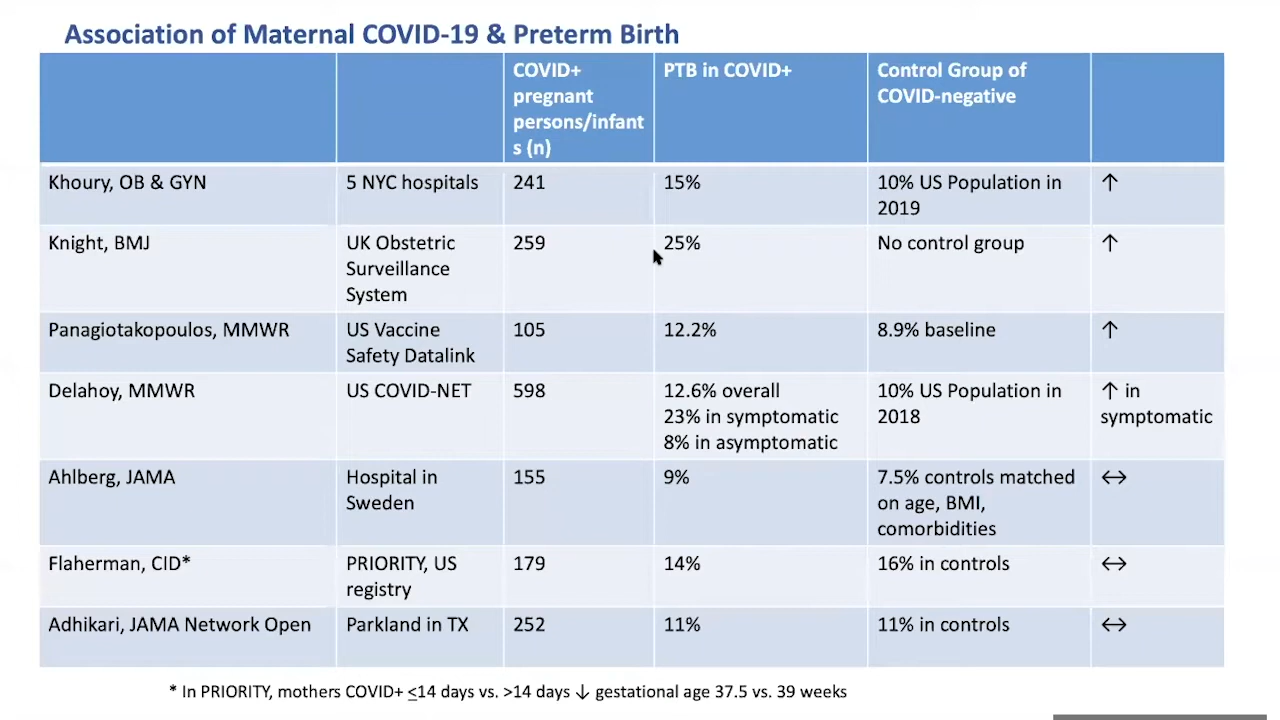 Association of Maternal COVID-19 & Preterm Birth
COVID+
pregnant
persons/infant
s (n)
PTB in COVID+
Control Group of
COVID-negative
Khoury, OB & GYN
5 NYC hospitals
241
15%
10% US Population in
2019
↑
Knight, BMJ
UK Obstetric
Surveillance
System
259
25%
No control group
↑
Panagiotakopoulos, MMWR
US Vaccine
Safety Datalink
105
12.2%
8.9% baseline
↑
Delahoy, MMWR
US COVID-NET
598
12.6% overall
23% in symptomatic
8% in asymptomatic
10% US Population in
2018
↑ in
symptomatic
Ahlberg, JAMA
Hospital in
Sweden
155
9%
7.5% controls matched
on age, BMI,
comorbidities
↔
Flaherman, CID*
PRIORITY, US
registry
179
14%
16% in controls
↔
Adhikari, JAMA Network Open
Parkland in TX
252
11%
11% in controls
↔
* In PRIORITY, mothers COVID+ ≤14 days vs. >14 days ↓ gestational age 37.5 vs. 39 weeks